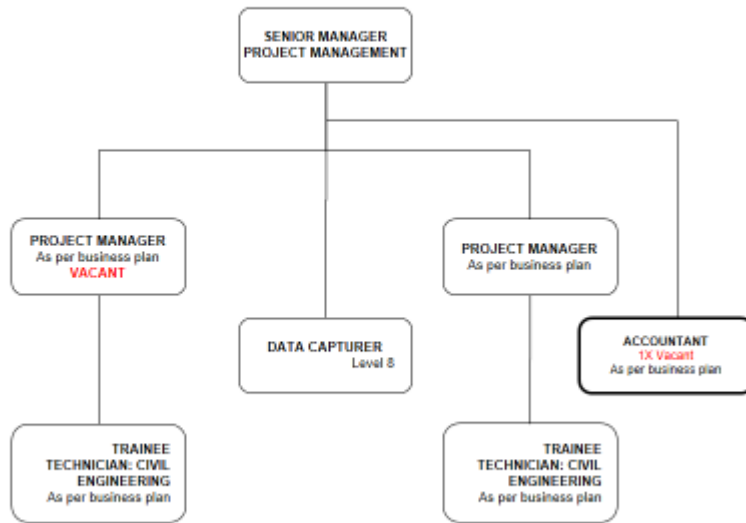 SENIOR MANAGER
PROJECT MANAGEMENT
PROJECT MANAGER
As per business plan
VACANT
PROJECT MANAGER
As per business plan
DATA CAPTURER
Level 8
ACCOUNTANT
1X Vacant
As per business plan
TRAINEE
TECHNICIAN: CIVIL
ENGINEERING
As per business plan
TRAINEE
TECHNICIAN: CIVIL
ENGINEERING
As per business plan